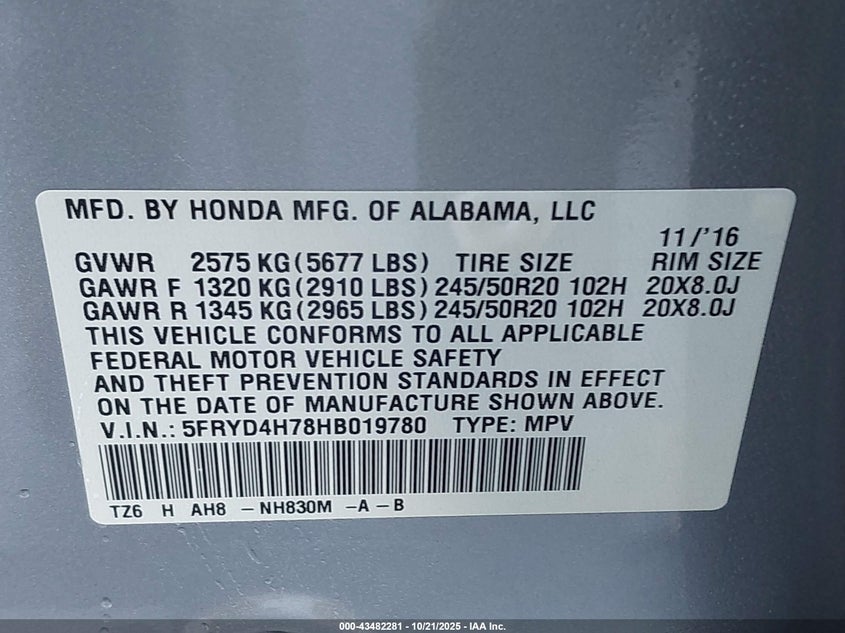 MFD. BY HONDA MFG. OF ALABAMA, LLC
11/'16
GVWR 2575 KG (5677 LBS) TIRE SIZE RIM SIZE
GAWR F 1320 KG (2910 LBS) 245/50R20 102H 20X8.0J
GAWR R 1345 KG (2965 LBS) 245/50R20 102H 20X8.0J
THIS VEHICLE CONFORMS TO ALL APPLICABLE
FEDERAL MOTOR VEHICLE SAFETY
AND THEFT PREVENTION STANDARDS IN EFFECT
ON THE DATE OF MANUFACTURE SHOWN ABOVE.
V.I.N.: 5FRYD4H78HB019780 TYPE: MPV
TZ6 H AH8 -NH830M -A-B
000-43482281 - 10/21/2025 - IAA Inc.